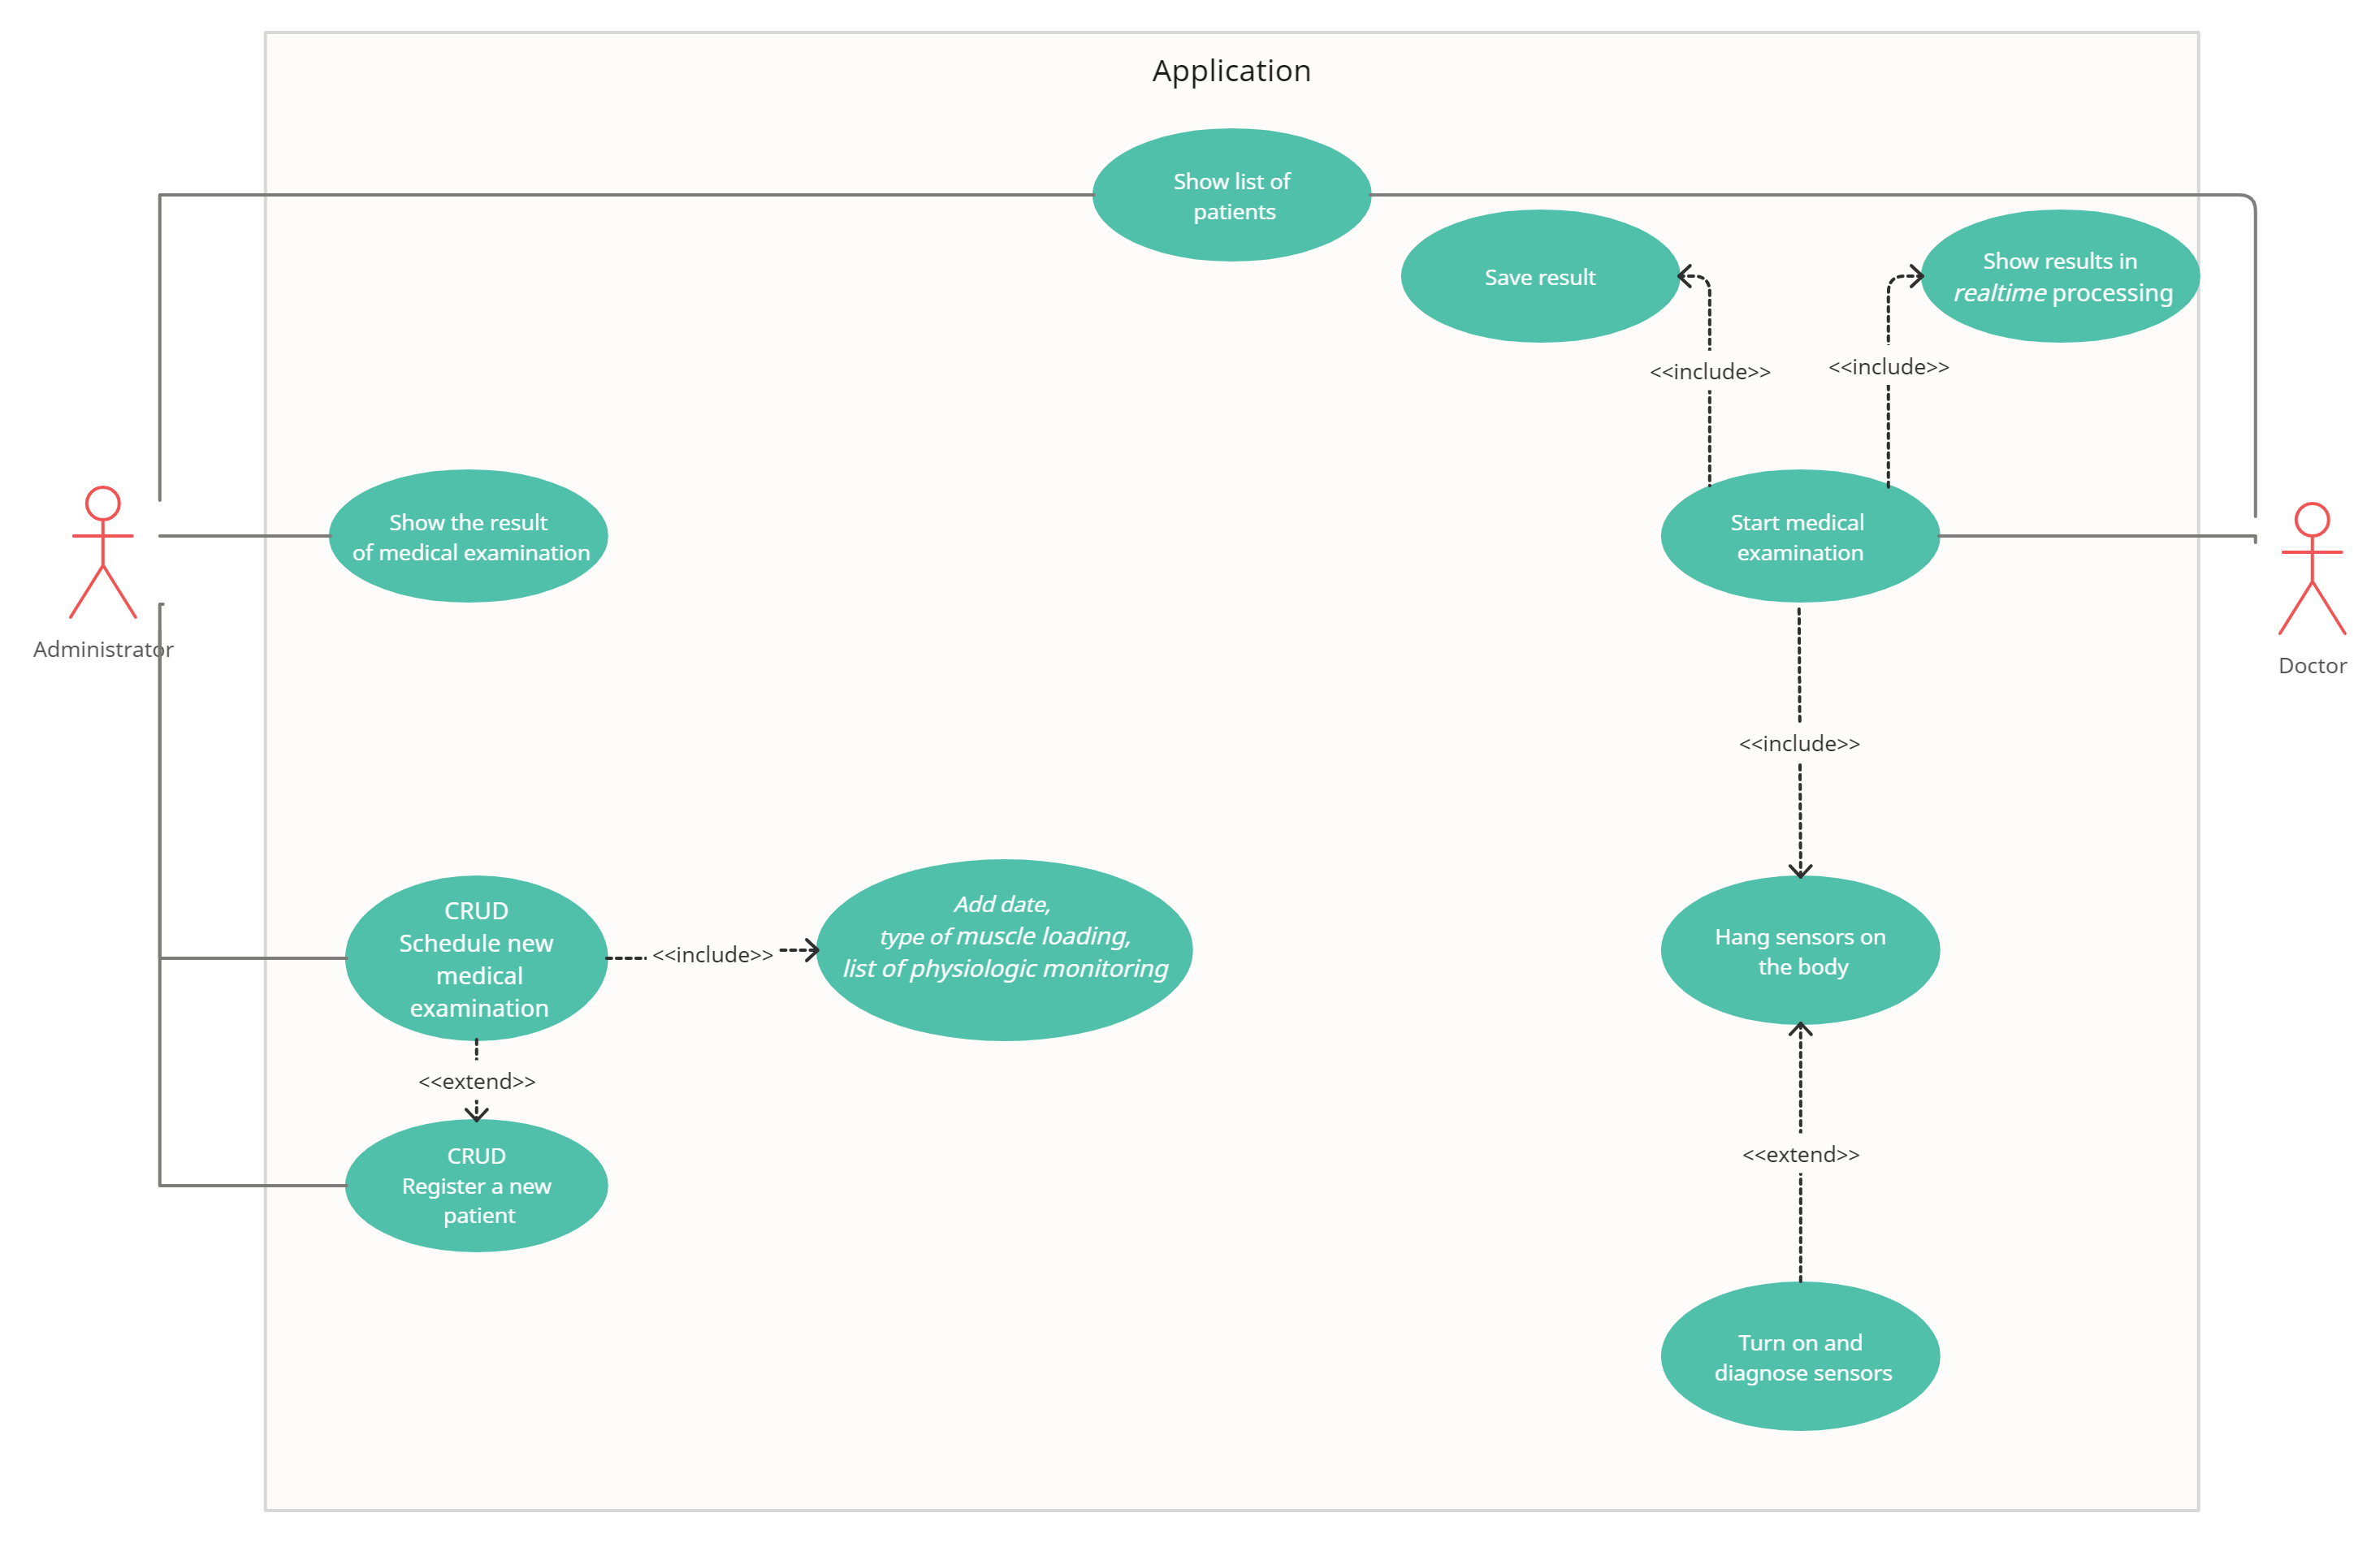 Application
Show list of
patients
Save result
Show results in
realtime processing
<<include>>
<<include>>
Show the result
of medical examination
Start medical
examination
Administrator
Doctor
<<include>>
CRUD
Schedule new
medical
examination
<<include>>
Add date,
type of muscle loading,
list of physiologic monitoring
Hang sensors on
the body
<<extend>>
CRUD
Register a new
patient
<<extend>>
Turn on and
diagnose sensors